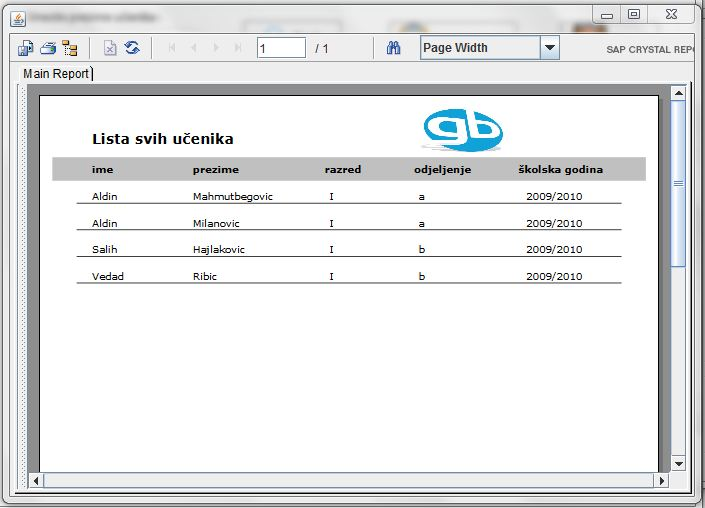 1 / 1 Page Width SAP CRYSTAL REPO
Main Report
gb
Lista svih učenika
ime prezime razred odjeljenje školska godina
Aldin Mahmutbegovic I a 2009/2010
Aldin Milanovic I a 2009/2010
Salih Hajlakovic I b 2009/2010
Vedad Ribic I b 2009/2010